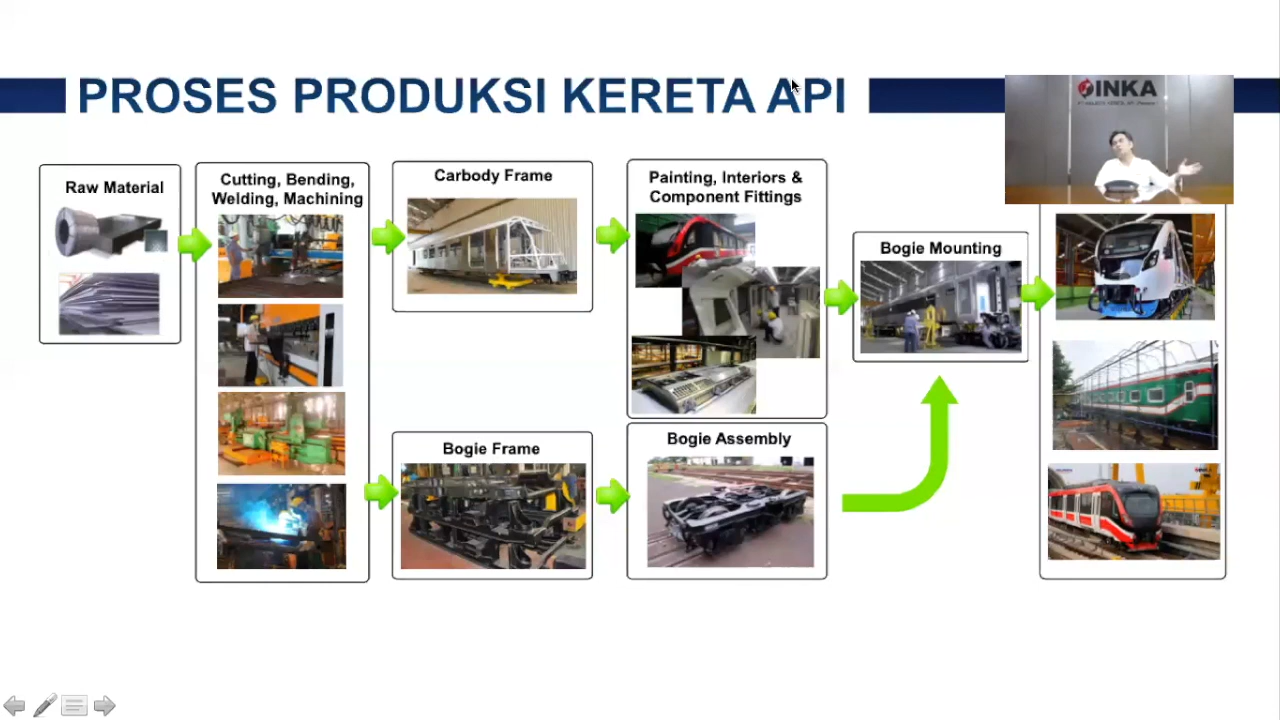 PROSES PRODUKSI KERETA API
INKA
Raw Material
Cutting, Bending,
Welding, Machining
Carbody Frame
Painting, Interiors &
Component Fittings
Bogie Mounting
Bogie Frame
Bogie Assembly